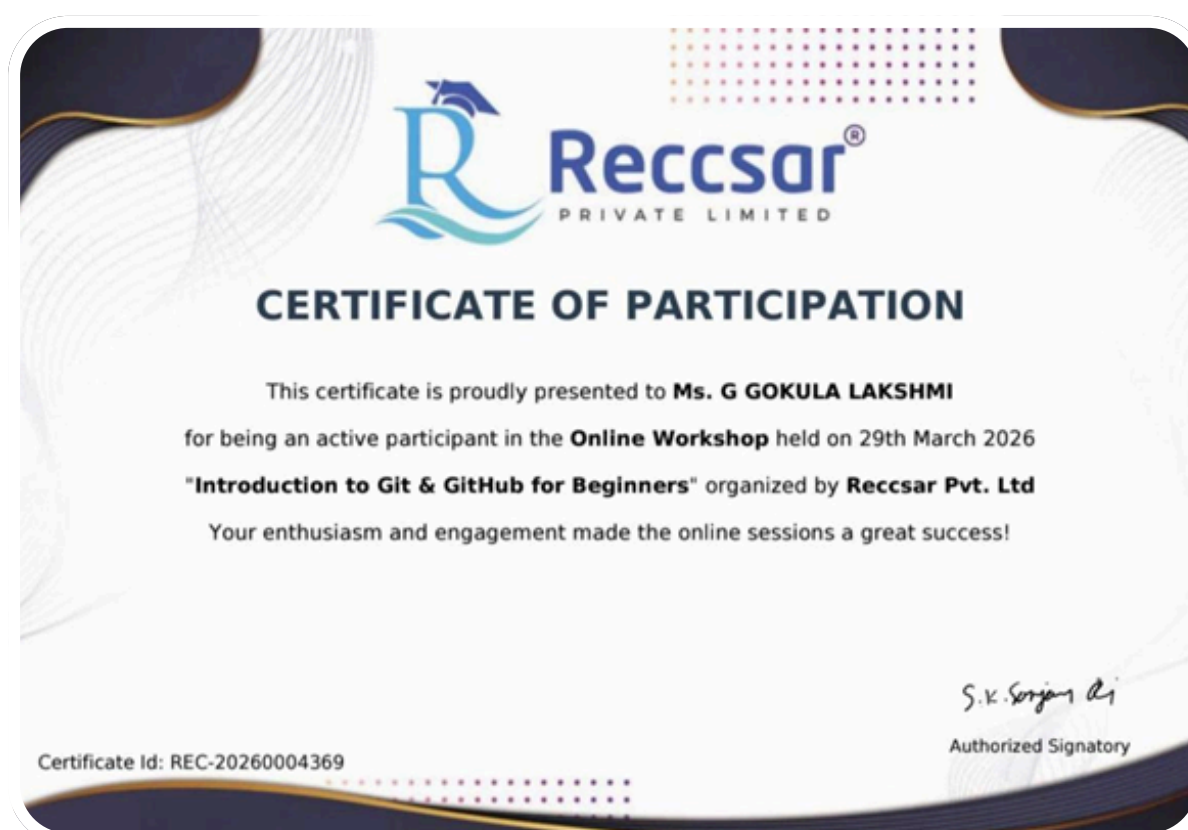 Reccsar®
PRIVATE LIMITED
CERTIFICATE OF PARTICIPATION
This certificate is proudly presented to Ms. G GOKULA LAKSHMI
for being an active participant in the Online Workshop held on 29th March 2026
"Introduction to Git & GitHub for Beginners" organized by Reccsar Pvt. Ltd
Your enthusiasm and engagement made the online sessions a great success!
S.K.
Authorized Signatory
Certificate Id: REC-20260004369